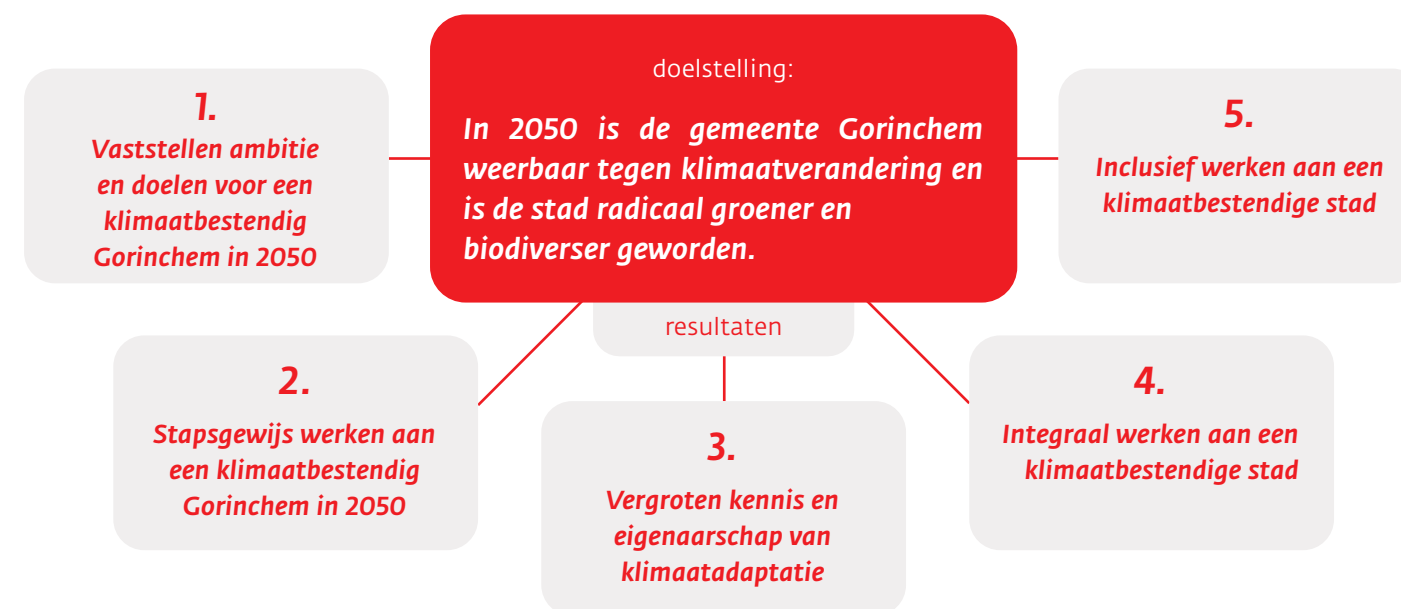 doelstelling:
In 2050 is de gemeente Gorinchem
weerbaar tegen klimaatverandering en
is de stad radicaal groener en
biodiverser geworden.
resultaten
1.
Vaststellen ambitie
en doelen voor een
klimaatbestendig
Gorinchem in 2050
2.
Stapsgewijs werken aan
een klimaatbestendig
Gorinchem in 2050
3.
Vergroten kennis en
eigenaarschap van
klimaatadaptatie
4.
Integraal werken aan een
klimaatbestendige stad
5.
Inclusief werken aan een
klimaatbestendige stad